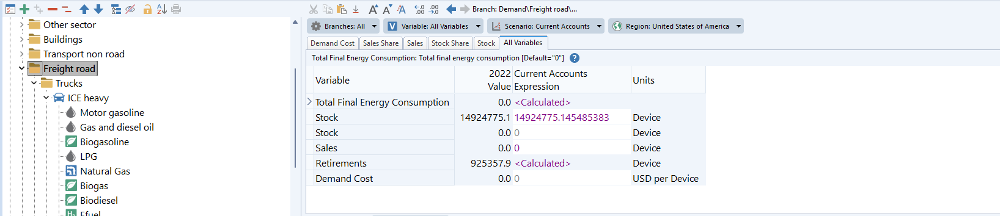 Branch: Demand\Freight road\...
Other sector
Buildings
Transport non road
Freight road
Trucks
ICE heavy
Motor gasoline
Gas and diesel oil
Biogasoline
LPG
Natural Gas
Biogas
Biodiesel
Efuel
Branches: All
Variable: All Variables
Scenario: Current Accounts
Region: United States of America
Demand Cost Sales Share Sales Stock Share Stock All Variables
Total Final Energy Consumption: Total final energy consumption [Default="0"]
Variable 2022 Value Current Accounts Expression Units
Total Final Energy Consumption 0.0 <Calculated>
Stock 14924775.1 14924775.145485383 Device
Stock 0.0 0 Device
Sales 0.0 0 Device
Retirements 925357.9 <Calculated> Device
Demand Cost 0.0 0 USD per Device